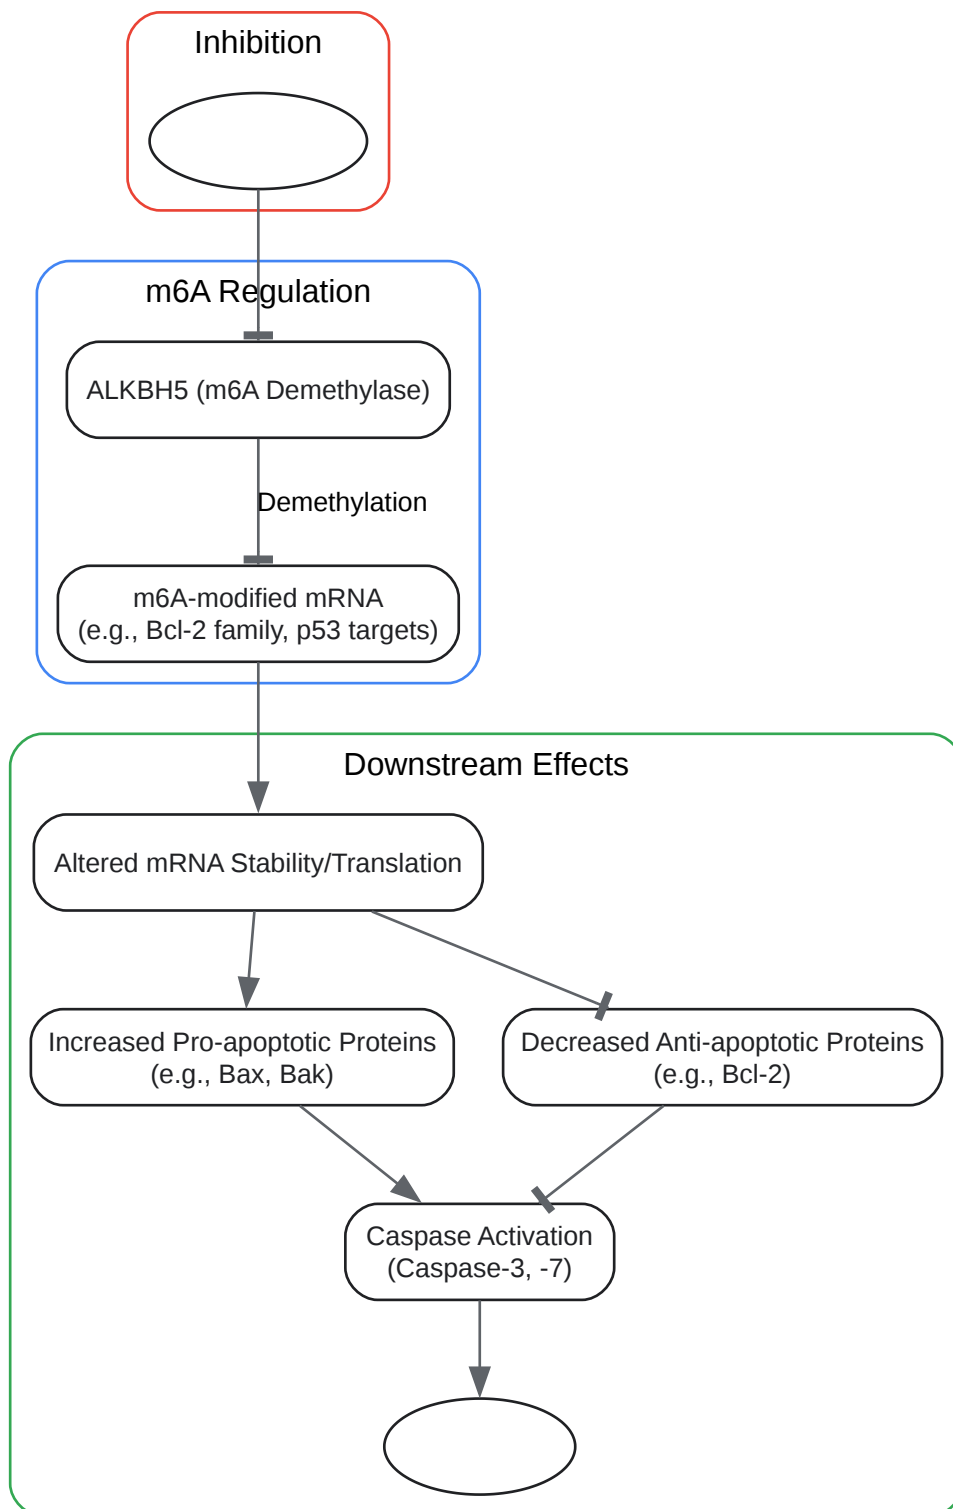 Inhibition
m6A Regulation
ALKBH5 (m6A Demethylase)
Demethylation
m6A-modified mRNA
(e.g., Bcl-2 family, p53 targets)
Downstream Effects
Altered mRNA Stability/Translation
Increased Pro-apoptotic Proteins
(e.g., Bax, Bak)
Decreased Anti-apoptotic Proteins
(e.g., Bcl-2)
Caspase Activation
(Caspase-3, -7)